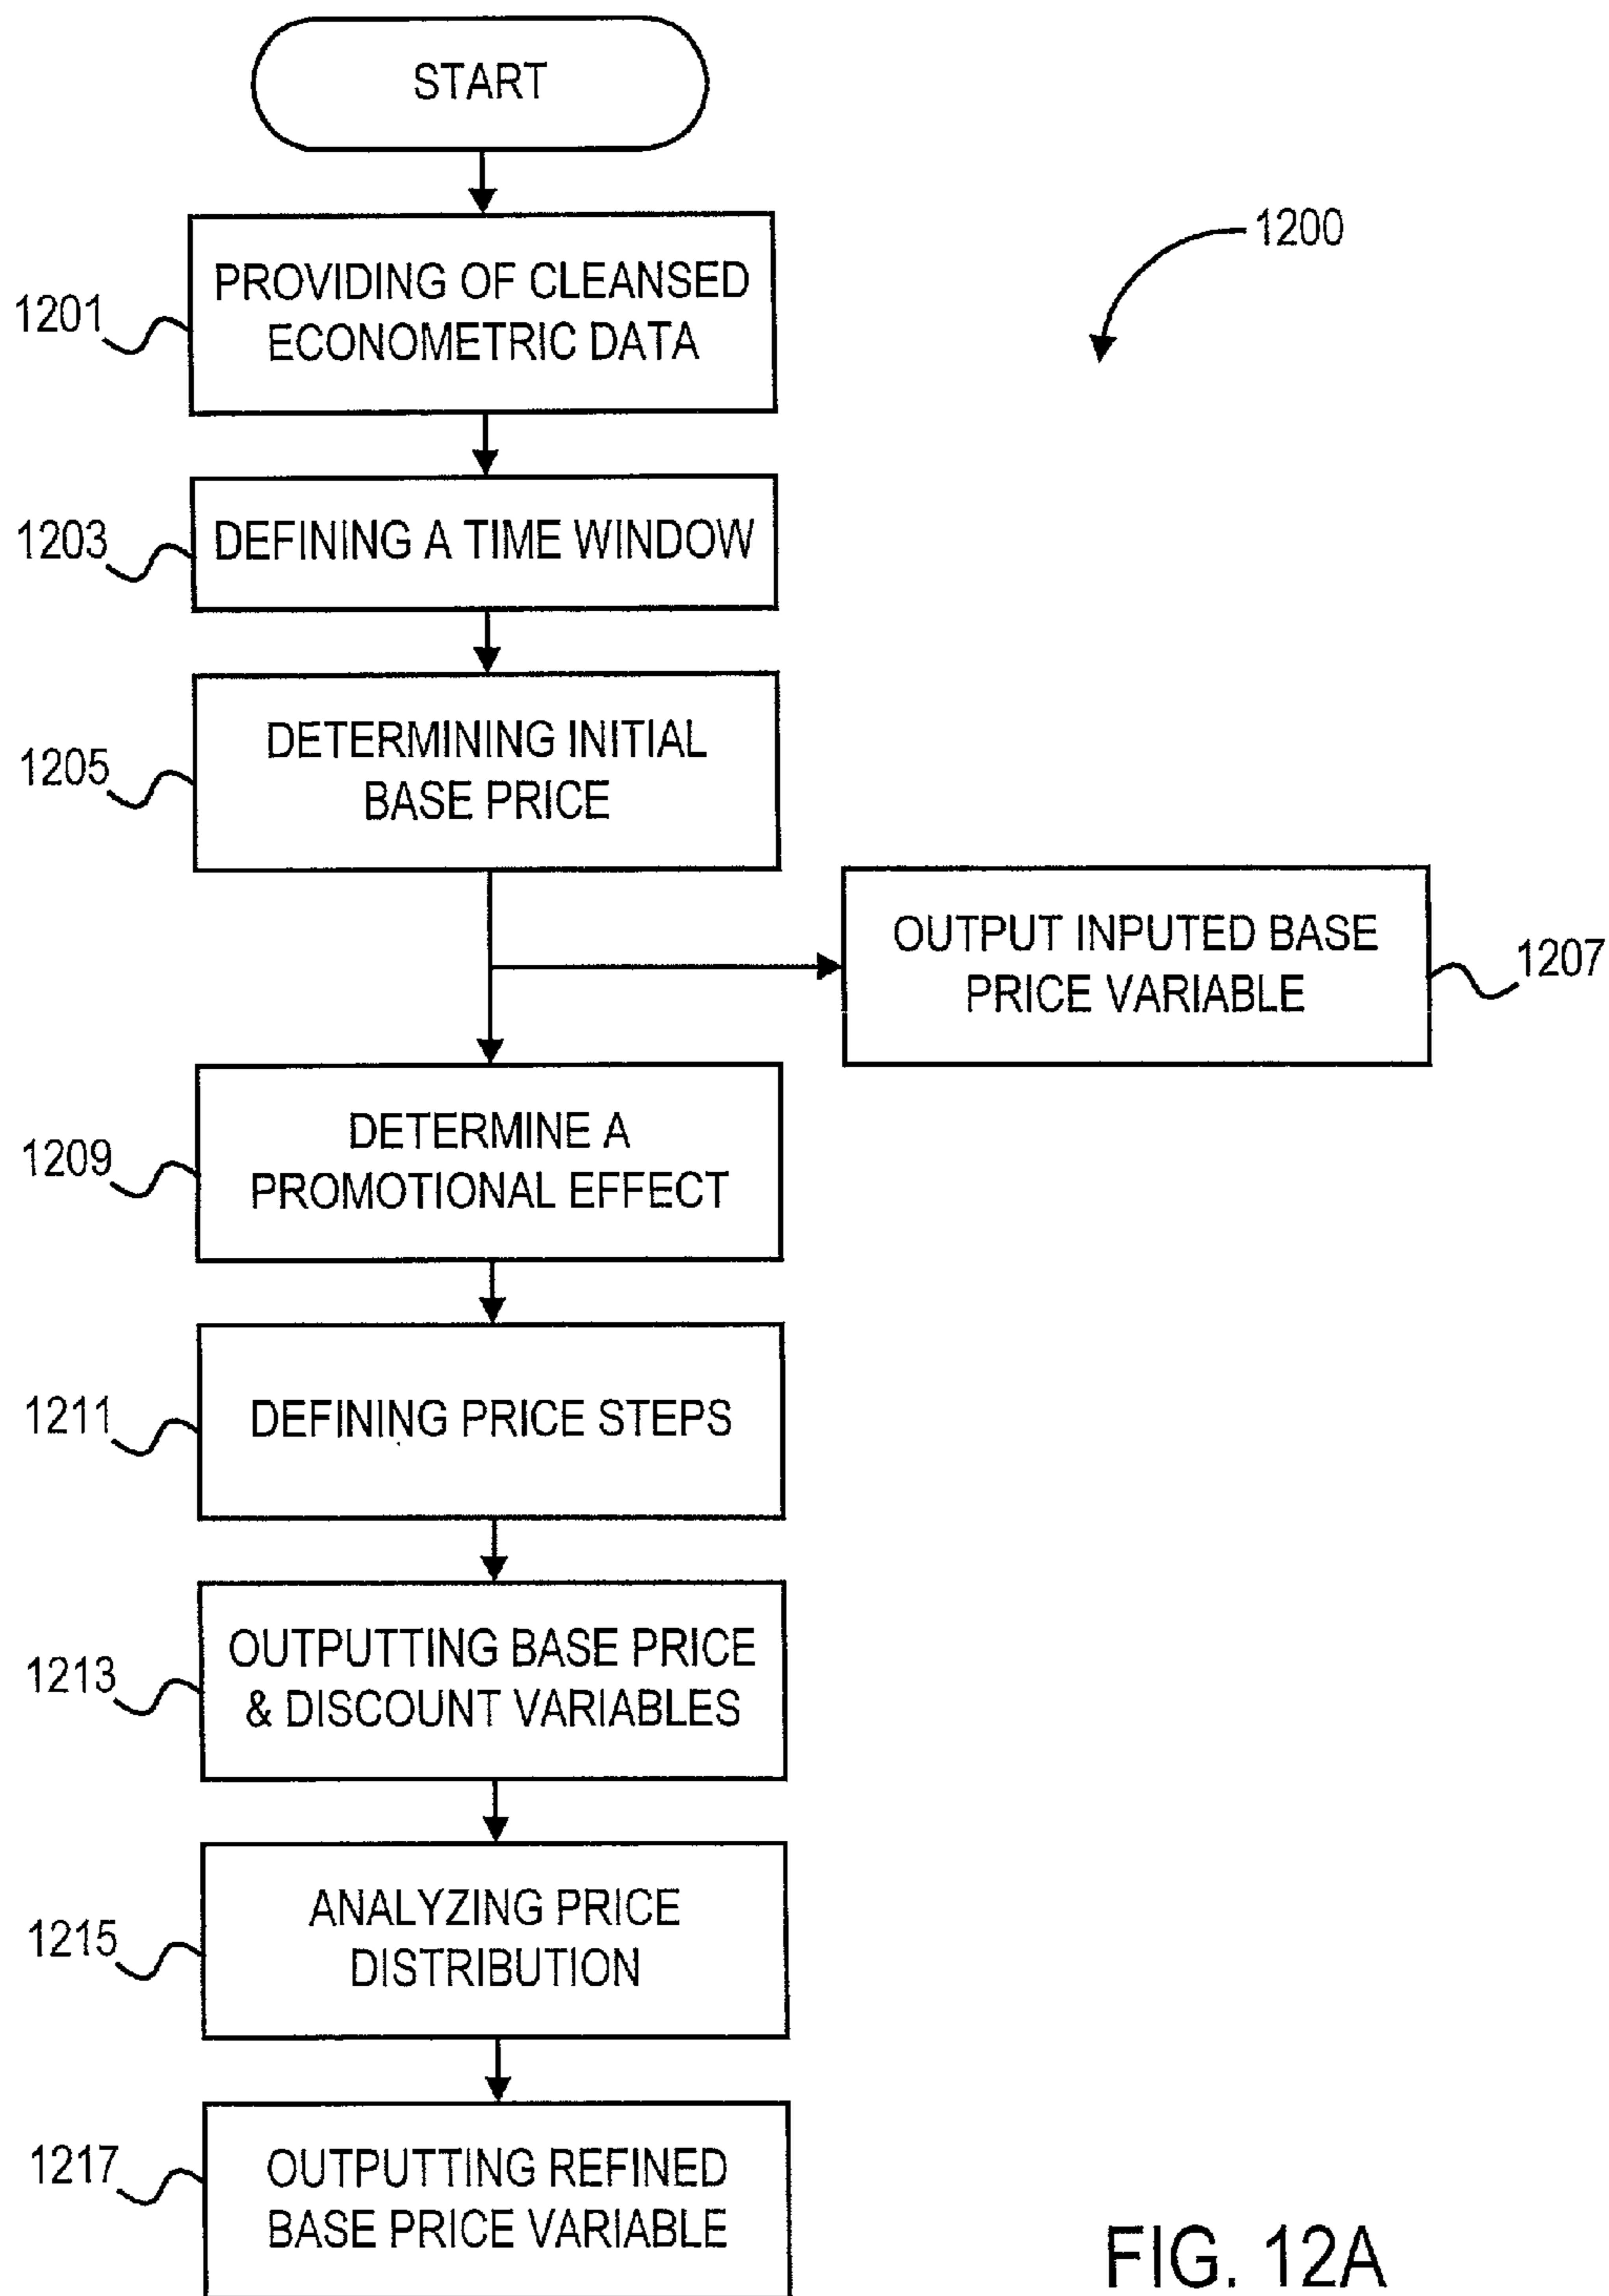 START
1200
PROVIDING OF CLEANSED
ECONOMETRIC DATA
1201
DEFINING A TIME WINDOW
1203
DETERMINING INITIAL
BASE PRICE
1205
OUTPUT INPUTED BASE
PRICE VARIABLE
1207
DETERMINE A
PROMOTIONAL EFFECT
1209
DEFINING PRICE STEPS
1211
OUTPUTTING BASE PRICE
& DISCOUNT VARIABLES
1213
ANALYZING PRICE
DISTRIBUTION
1215
OUTPUTTING REFINED
BASE PRICE VARIABLE
1217
FIG. 12A